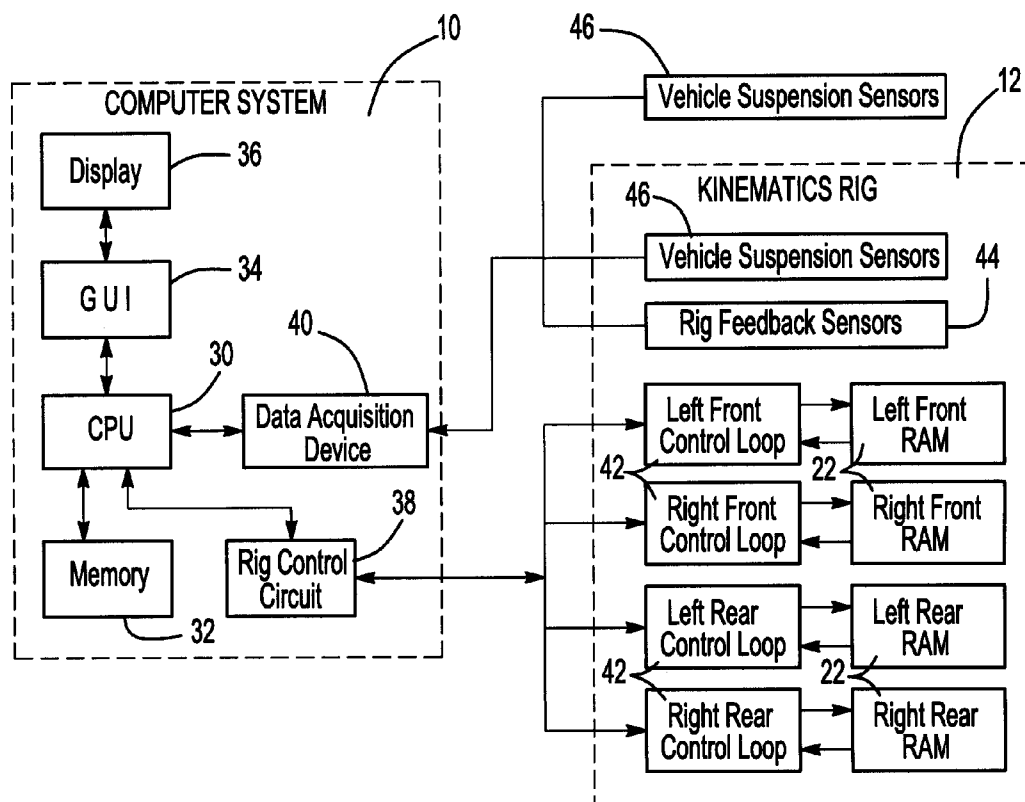 10
COMPUTER SYSTEM
Display
36
G U I
34
30
CPU
40
Data Acquisition
Device
38
Memory
32
Rig Control
Circuit
46
Vehicle Suspension Sensors
12
KINEMATICS RIG
46
Vehicle Suspension Sensors
44
Rig Feedback Sensors
Left Front
Control Loop
Left Front
RAM
42
22
Right Front
Control Loop
Right Front
RAM
Left Rear
Control Loop
Left Rear
RAM
42
22
Right Rear
Control Loop
Right Rear
RAM